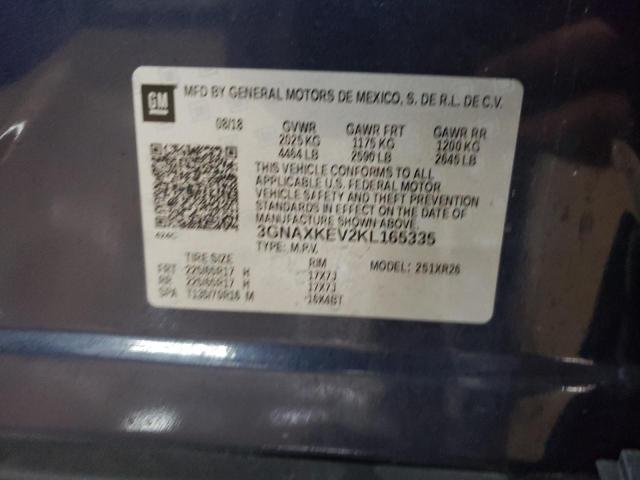 GM
MFD BY GENERAL MOTORS DE MEXICO, S. DE R.L. DE C.V.
08/18 GVWR GAWR FRT GAWR RR
2025 KG 1175 KG 1200 KG
4464 LB 2590 LB 2645 LB
THIS VEHICLE CONFORMS TO ALL
APPLICABLE U.S. FEDERAL MOTOR
VEHICLE SAFETY AND THEFT PREVENTION
STANDARDS IN EFFECT ON THE DATE OF
MANUFACTURE SHOWN ABOVE.
3GNAXKEV2KL165335
TYPE: M.P.V.
TIRE SIZE RIM MODEL: 2S1XR26
FRT 225/65R17 H 17X7J
RR 225/65R17 H 17X7J
SPA T135/70R16 M 16X4BT